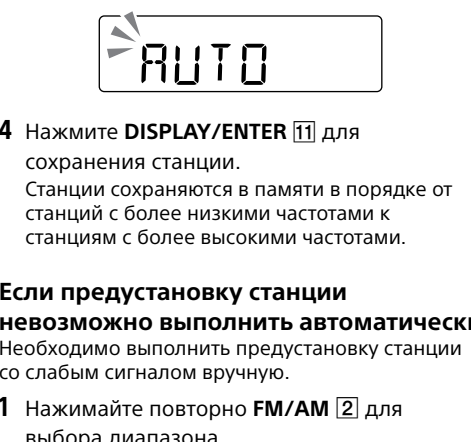 AUTO
4 Нажмите DISPLAY/ENTER 11 для
сохранения станции.
Станции сохраняются в памяти в порядке от
станций с более низкими частотами к
станциям с более высокими частотами.
Если предустановку станции
невозможно выполнить автоматическ
Необходимо выполнить предустановку станции
со слабым сигналом вручную.
1 Нажимайте повторно FM/AM 2 для
выбора диапазона